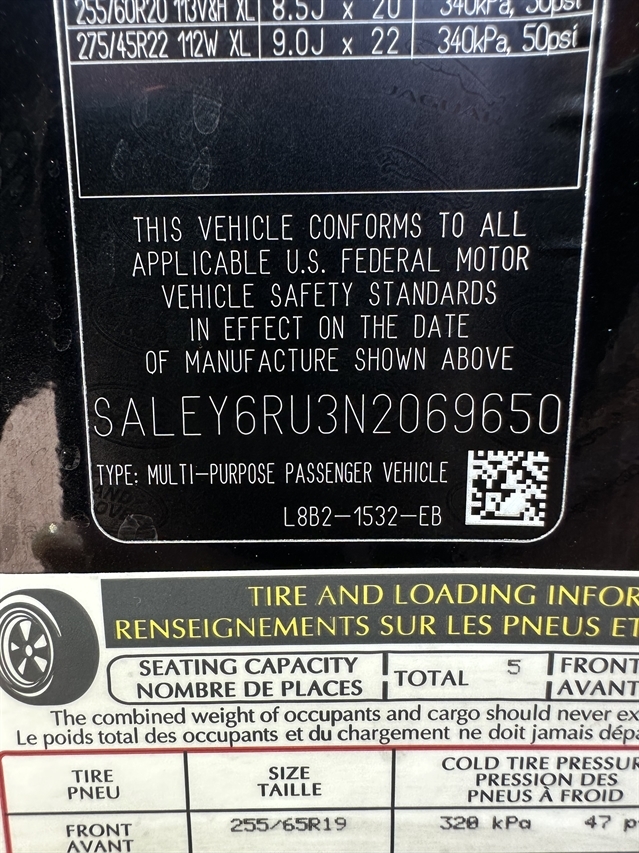 255/60R20 113V&H XL 8.5J x 20 340kPa, 50psi
275/45R22 112W XL 9.0J x 22 340kPa, 50psi
JAGUAR
THIS VEHICLE CONFORMS TO ALL
APPLICABLE U.S. FEDERAL MOTOR
VEHICLE SAFETY STANDARDS
IN EFFECT ON THE DATE
OF MANUFACTURE SHOWN ABOVE
SALEY6RU3N2069650
TYPE: MULTI-PURPOSE PASSENGER VEHICLE
L8B2-1532-EB
TIRE AND LOADING INFOR
RENSEIGNEMENTS SUR LES PNEUS ET
SEATING CAPACITY
NOMBRE DE PLACES
TOTAL 5
FRONT
AVANT
The combined weight of occupants and cargo should never ex
Le poids total des occupants et du chargement ne doit jamais dépa
TIRE
PNEU
SIZE
TAILLE
COLD TIRE PRESSUR
PRESSION DES
PNEUS À FROID
FRONT
AVANT
255/65R19
320 kPa 47 p